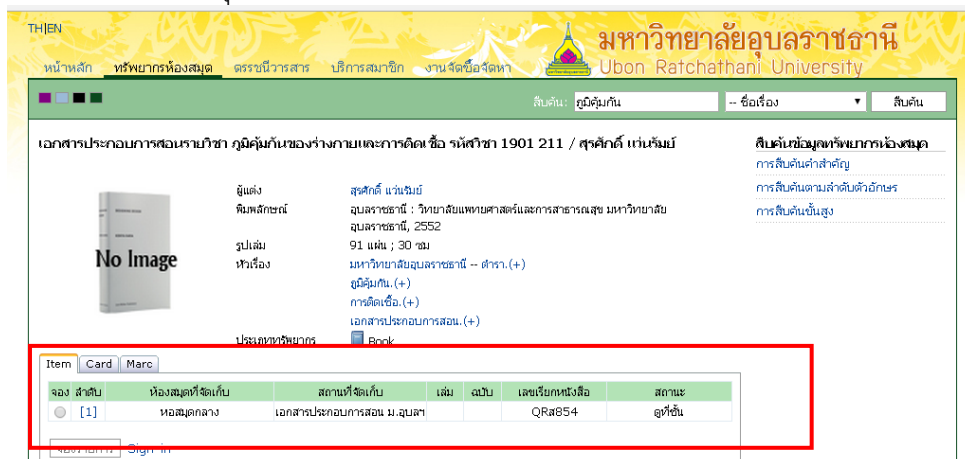 TH|EN
มหาวิทยาลัยอุบลราชธานี
Ubon Ratchathani University
หน้าหลัก ทรัพยากรห้องสมุด ดรรชนีวารสาร บริการสมาชิก งานจัดซื้อจัดหา
สืบค้น: ภูมิคุ้มกัน -- ชื่อเรื่อง สืบค้น
เอกสารประกอบการสอนรายวิชา ภูมิคุ้มกันของร่างกายและการติดเชื้อ รหัสวิชา 1901 211 / สุรศักดิ์ แว่นรัมย์
สืบค้นข้อมูลทรัพยากรห้องสมุด
การสืบค้นคำสำคัญ
การสืบค้นตามลำดับตัวอักษร
การสืบค้นขั้นสูง
No Image
ผู้แต่ง สุรศักดิ์ แว่นรัมย์
พิมพลักษณ์ อุบลราชธานี : วิทยาลัยแพทยศาสตร์และการสาธารณสุข มหาวิทยาลัย
อุบลราชธานี, 2552
รูปเล่ม 91 แผ่น ; 30 ซม
หัวเรื่อง มหาวิทยาลัยอุบลราชธานี -- ตำรา.(+)
ภูมิคุ้มกัน.(+)
การติดเชื้อ.(+)
เอกสารประกอบการสอน.(+)
ประเภททรัพยากร Book
Item Card Marc
จอง ลำดับ ห้องสมุดที่จัดเก็บ สถานที่จัดเก็บ เล่ม ฉบับ เลขเรียกหนังสือ สถานะ
[1] หอสมุดกลาง เอกสารประกอบการสอน ม.อุบลฯ QRส854 ดูที่ชั้น
จองรายการ Sign-in